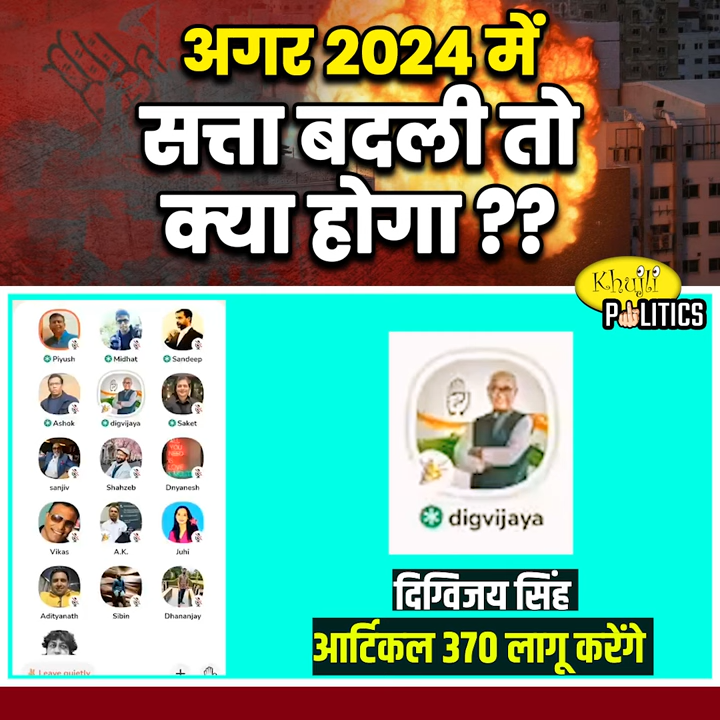 अगर 2024 में
सत्ता बदली तो
क्या होगा ??
Khujli
POLITICS
Piyush
Midhat
Sandeep
Ashok
digvijaya
Saket
sanjiv
Shahzeb
Dnyanesh
Vikas
A.K.
Juhi
Adityanath
Sibin
Dhananjay
Leave quietly
digvijaya
दिग्विजय सिंह
आर्टिकल 370 लागू करेंगे